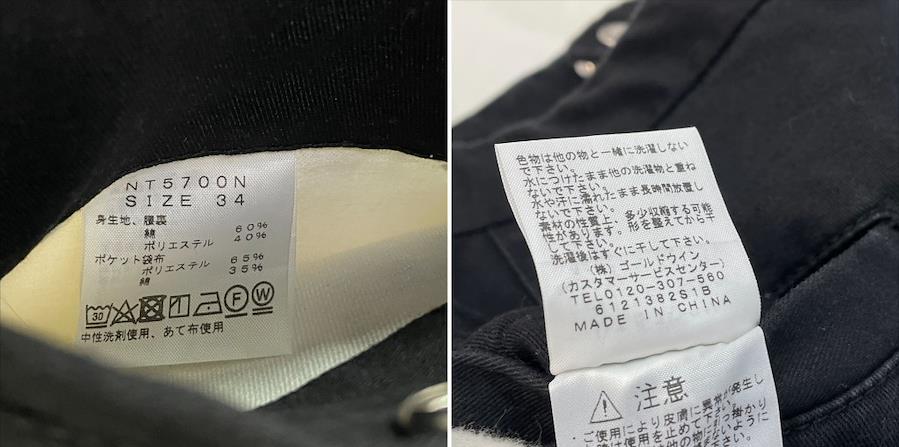 NT5700N
SIZE 34
身生地、腰裏
綿 60%
ポリエステル 40%
ポケット袋布
ポリエステル 65%
綿 35%
30 F W
中性洗剤使用、あて布使用
色物は他の物と一緒に洗濯しない
で下さい。
水につけたまま他の洗濯物と重ね
ないで下さい。
水や汗に濡れたまま長時間放置し
ないで下さい。
素材の性質上、多少収縮する可能
性があります。形を整えてから干
して下さい。
洗濯後はすぐに干して下さい。
(株)ゴールドウイン
(カスタマーサービスセンター)
TEL0120-307-560
6121382S1B
MADE IN CHINA
注意
・ご使用により皮膚に異常が発生し